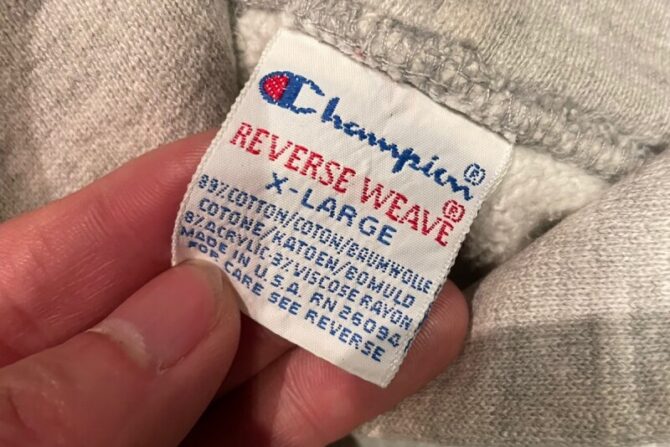 Champion®
REVERSE WEAVE®
X-LARGE
89% COTTON/COTON/BAUMWOLLE
COTONE/KATOEN/BOMULD
8% ACRYLIC·3% VISCOSE RAYON
MADE IN U.S.A. RN 26094
FOR CARE SEE REVERSE